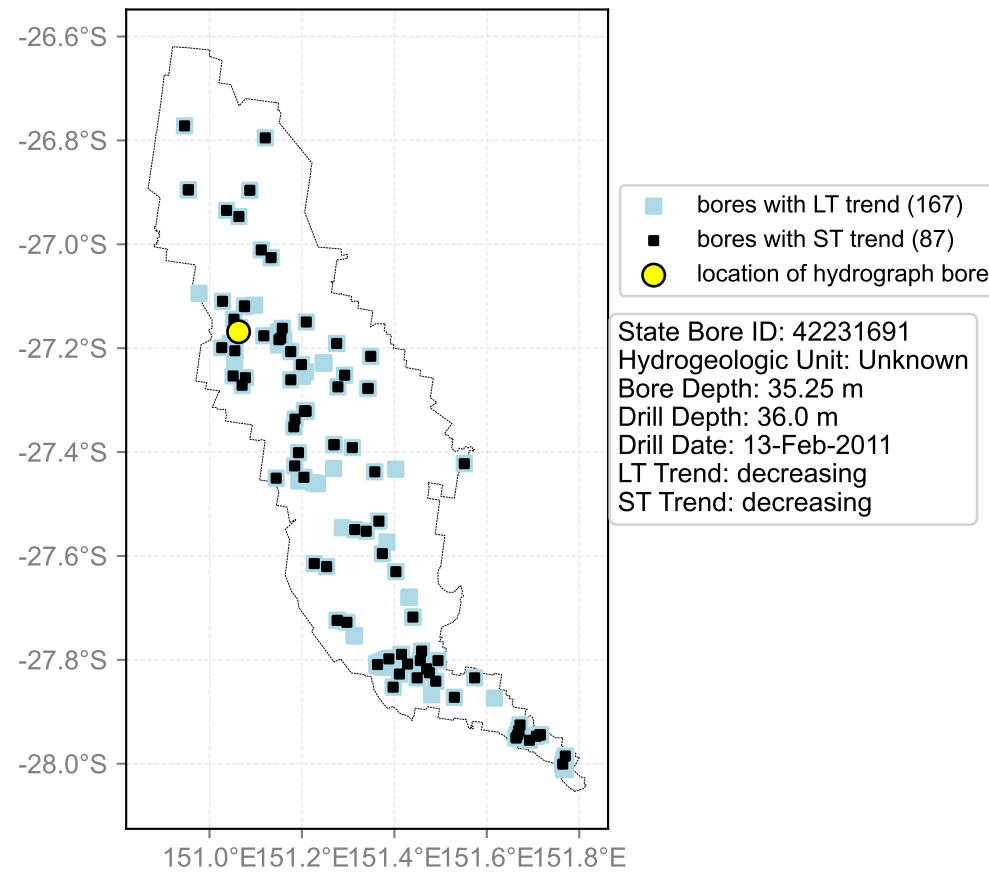 -26.6°S
-26.8°S
-27.0°S
-27.2°S
-27.4°S
-27.6°S
-27.8°S
-28.0°S
151.0°E151.2°E151.4°E151.6°E151.8°E
bores with LT trend (167)
bores with ST trend (87)
location of hydrograph bore
State Bore ID: 42231691
Hydrogeologic Unit: Unknown
Bore Depth: 35.25 m
Drill Depth: 36.0 m
Drill Date: 13-Feb-2011
LT Trend: decreasing
ST Trend: decreasing